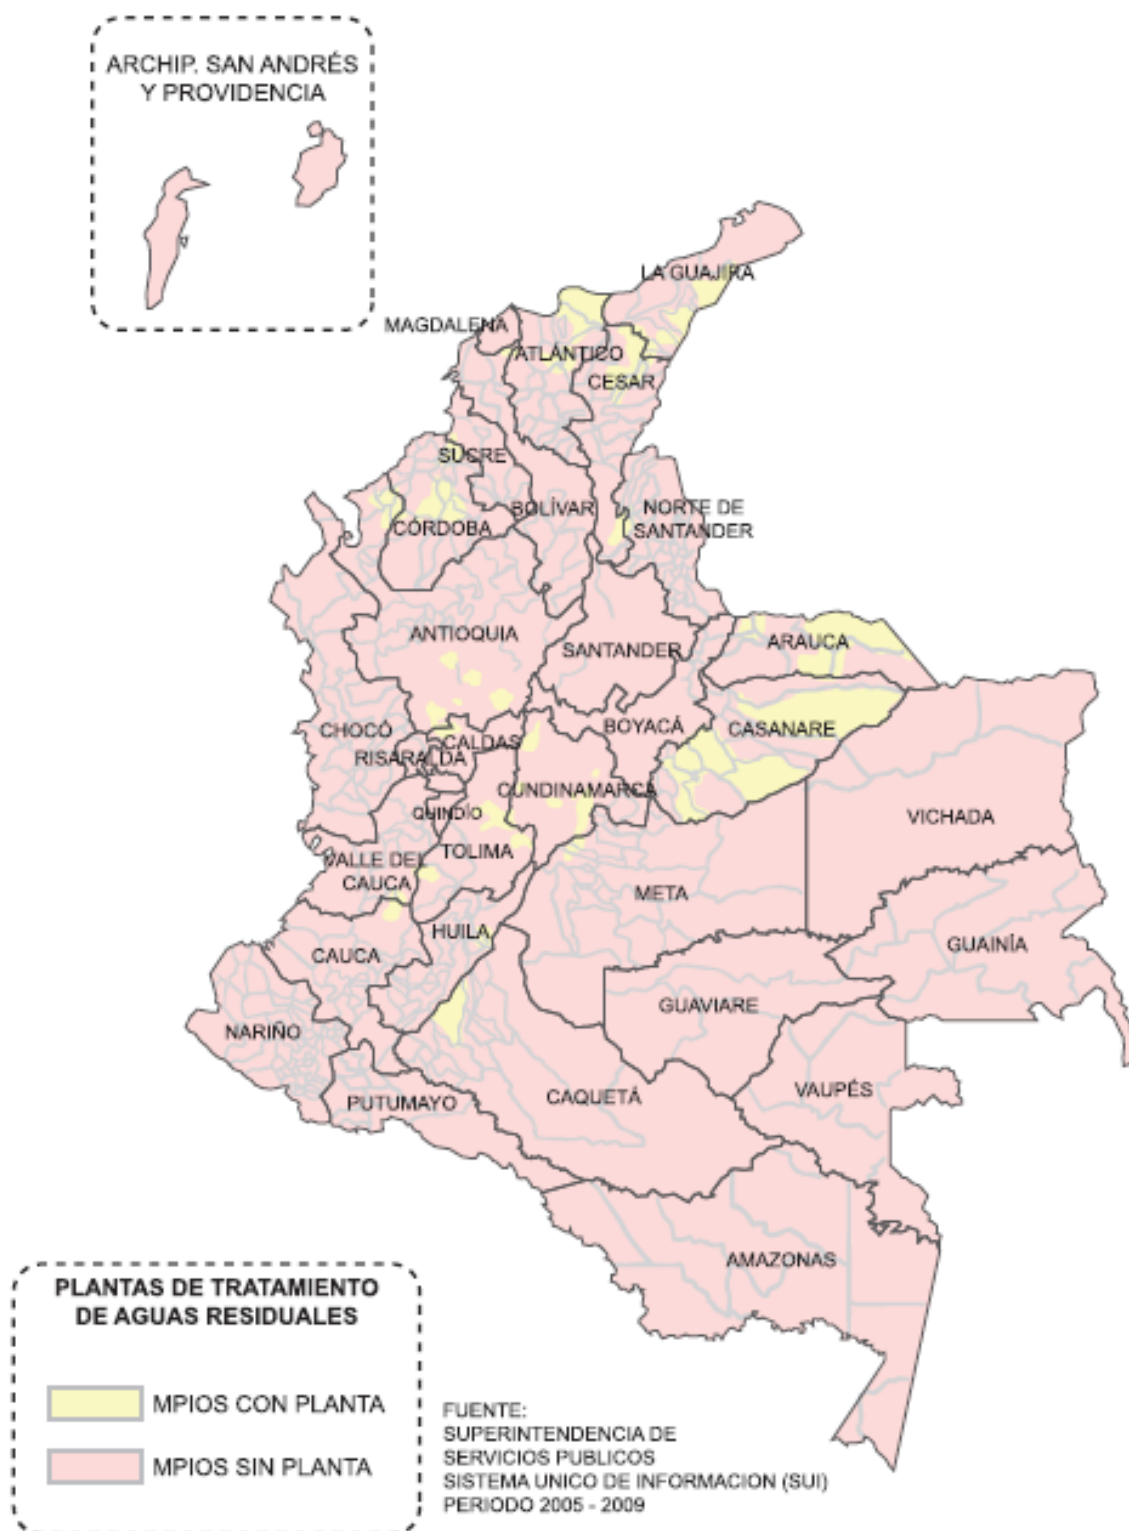 ARCHIP. SAN ANDRÉS
Y PROVIDENCIA
LA GUAJIRA
MAGDALENA
ATLÁNTICO
CESAR
SUCRE
BOLÍVAR
NORTE DE
SANTANDER
CÓRDOBA
ANTIOQUIA
SANTANDER
ARAUCA
CHOCÓ
CALDAS
BOYACÁ
CASANARE
RISARALDA
CUNDINAMARCA
QUINDÍO
VICHADA
TOLIMA
VALLE DEL
CAUCA
META
HUILA
GUAINÍA
CAUCA
GUAVIARE
NARIÑO
VAUPÉS
CAQUETÁ
PUTUMAYO
AMAZONAS
PLANTAS DE TRATAMIENTO
DE AGUAS RESIDUALES
MPIOS CON PLANTA
MPIOS SIN PLANTA
FUENTE:
SUPERINTENDENCIA DE
SERVICIOS PUBLICOS
SISTEMA UNICO DE INFORMACION (SUI)
PERIODO 2005 - 2009